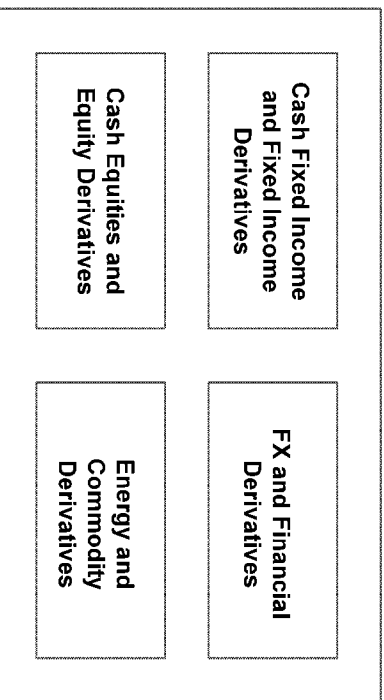 Cash Fixed Income
and Fixed Income
Derivatives
FX and Financial
Derivatives
Cash Equities and
Equity Derivatives
Energy and
Commodity
Derivatives